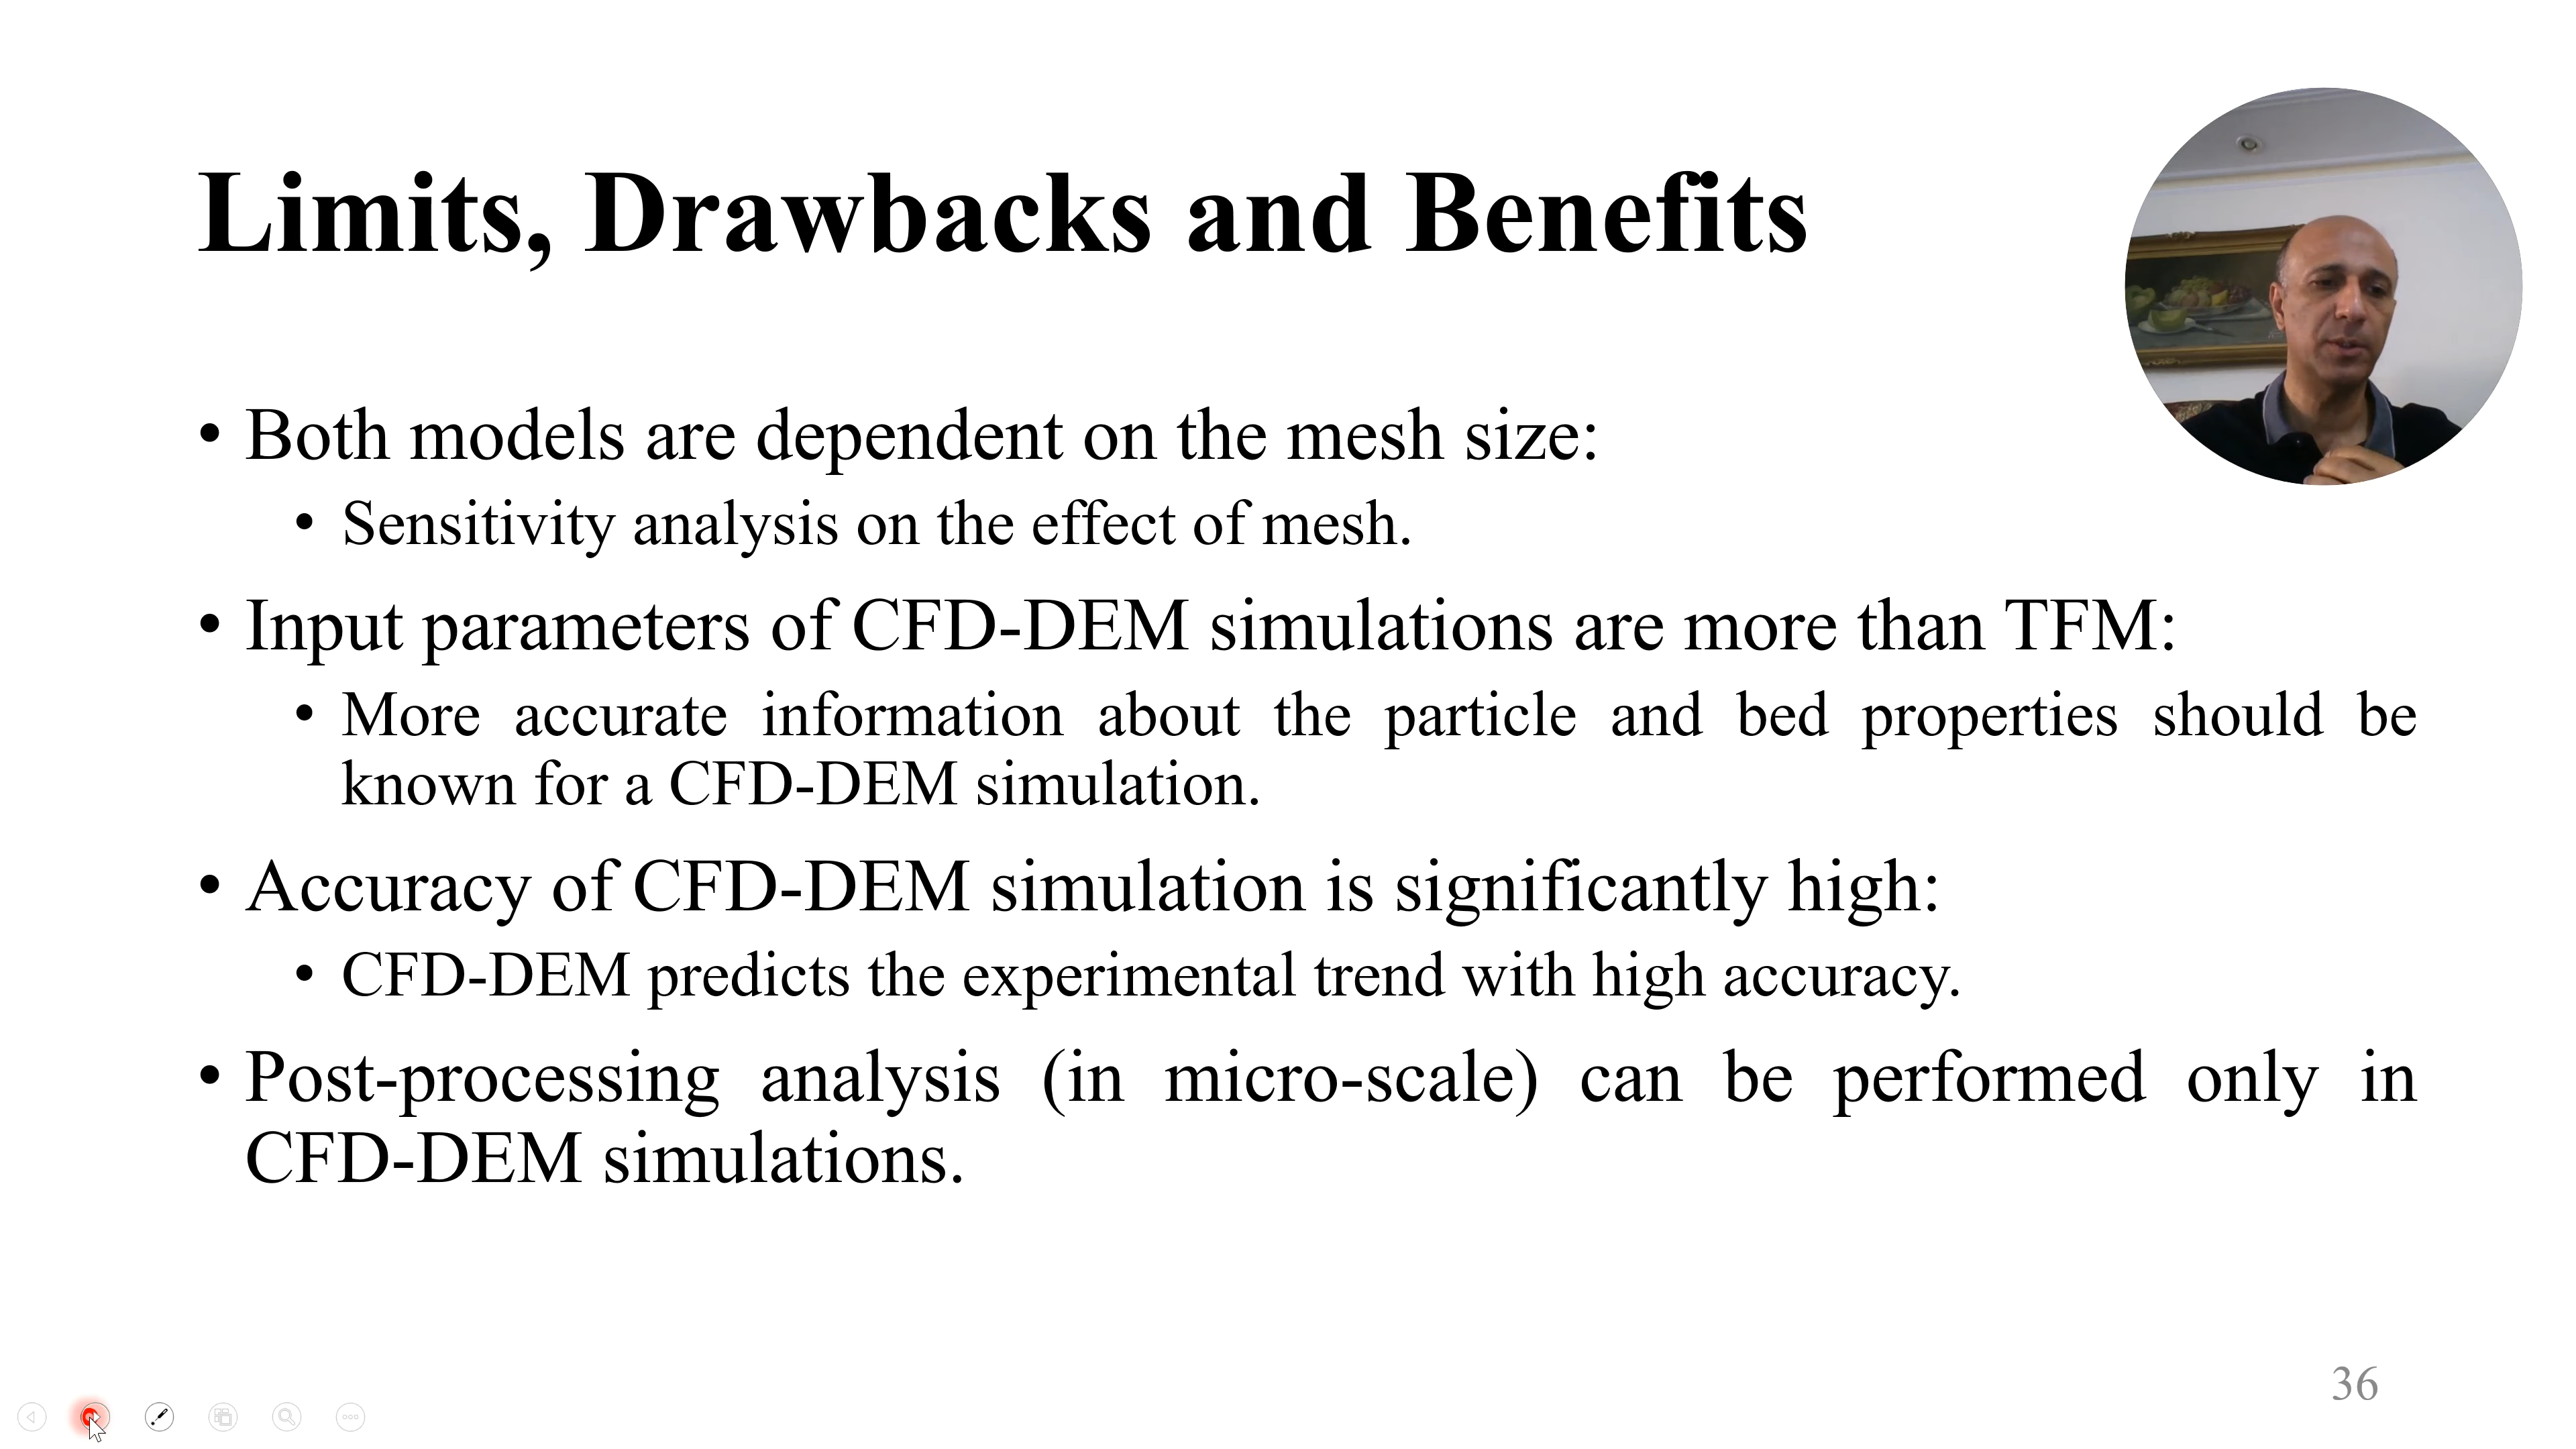 Limits, Drawbacks and Benefits
• Both models are dependent on the mesh size:
• Sensitivity analysis on the effect of mesh.
• Input parameters of CFD-DEM simulations are more than TFM:
• More accurate information about the particle and bed properties should be
known for a CFD-DEM simulation.
• Accuracy of CFD-DEM simulation is significantly high:
• CFD-DEM predicts the experimental trend with high accuracy.
• Post-processing analysis (in micro-scale) can be performed only in
CFD-DEM simulations.
36